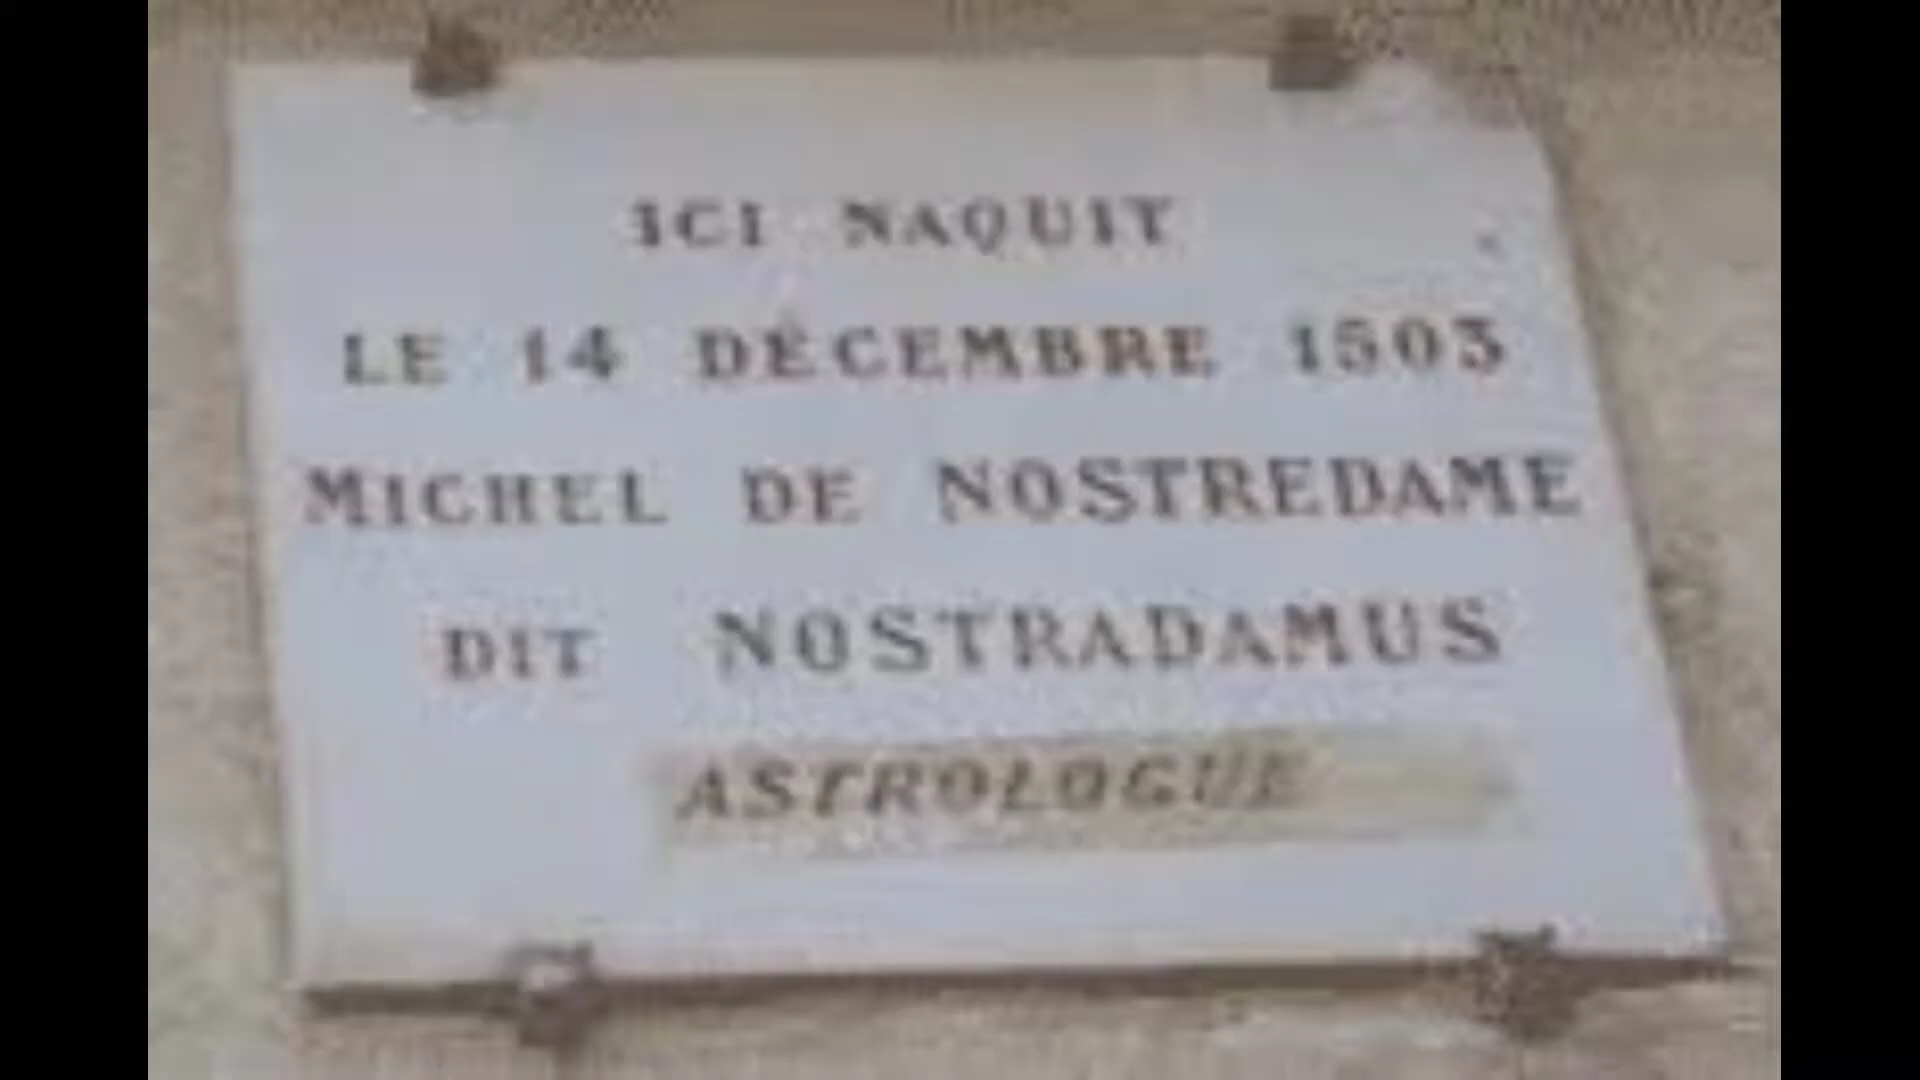 ICI NAQUIT
LE 14 DÉCEMBRE 1503
MICHEL DE NOSTREDAME
DIT NOSTRADAMUS
ASTROLOGUE